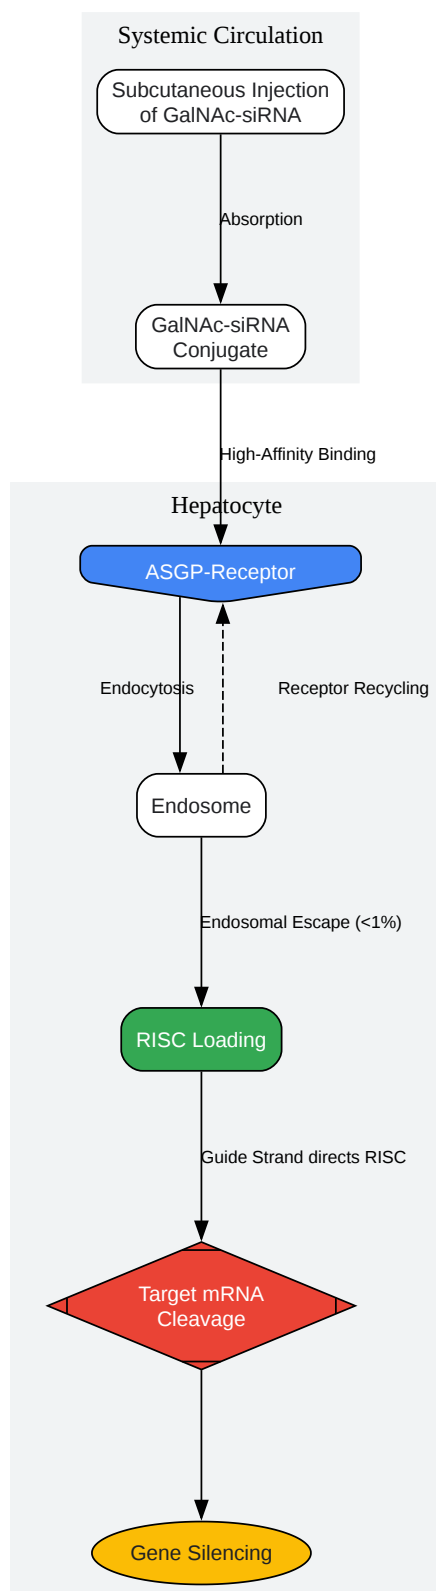 Systemic Circulation
Subcutaneous Injection
of GalNAc-siRNA
Absorption
GalNAc-siRNA
Conjugate
High-Affinity Binding
Hepatocyte
ASGP-Receptor
Endocytosis
Receptor Recycling
Endosome
Endosomal Escape (<1%)
RISC Loading
Guide Strand directs RISC
Target mRNA
Cleavage
Gene Silencing